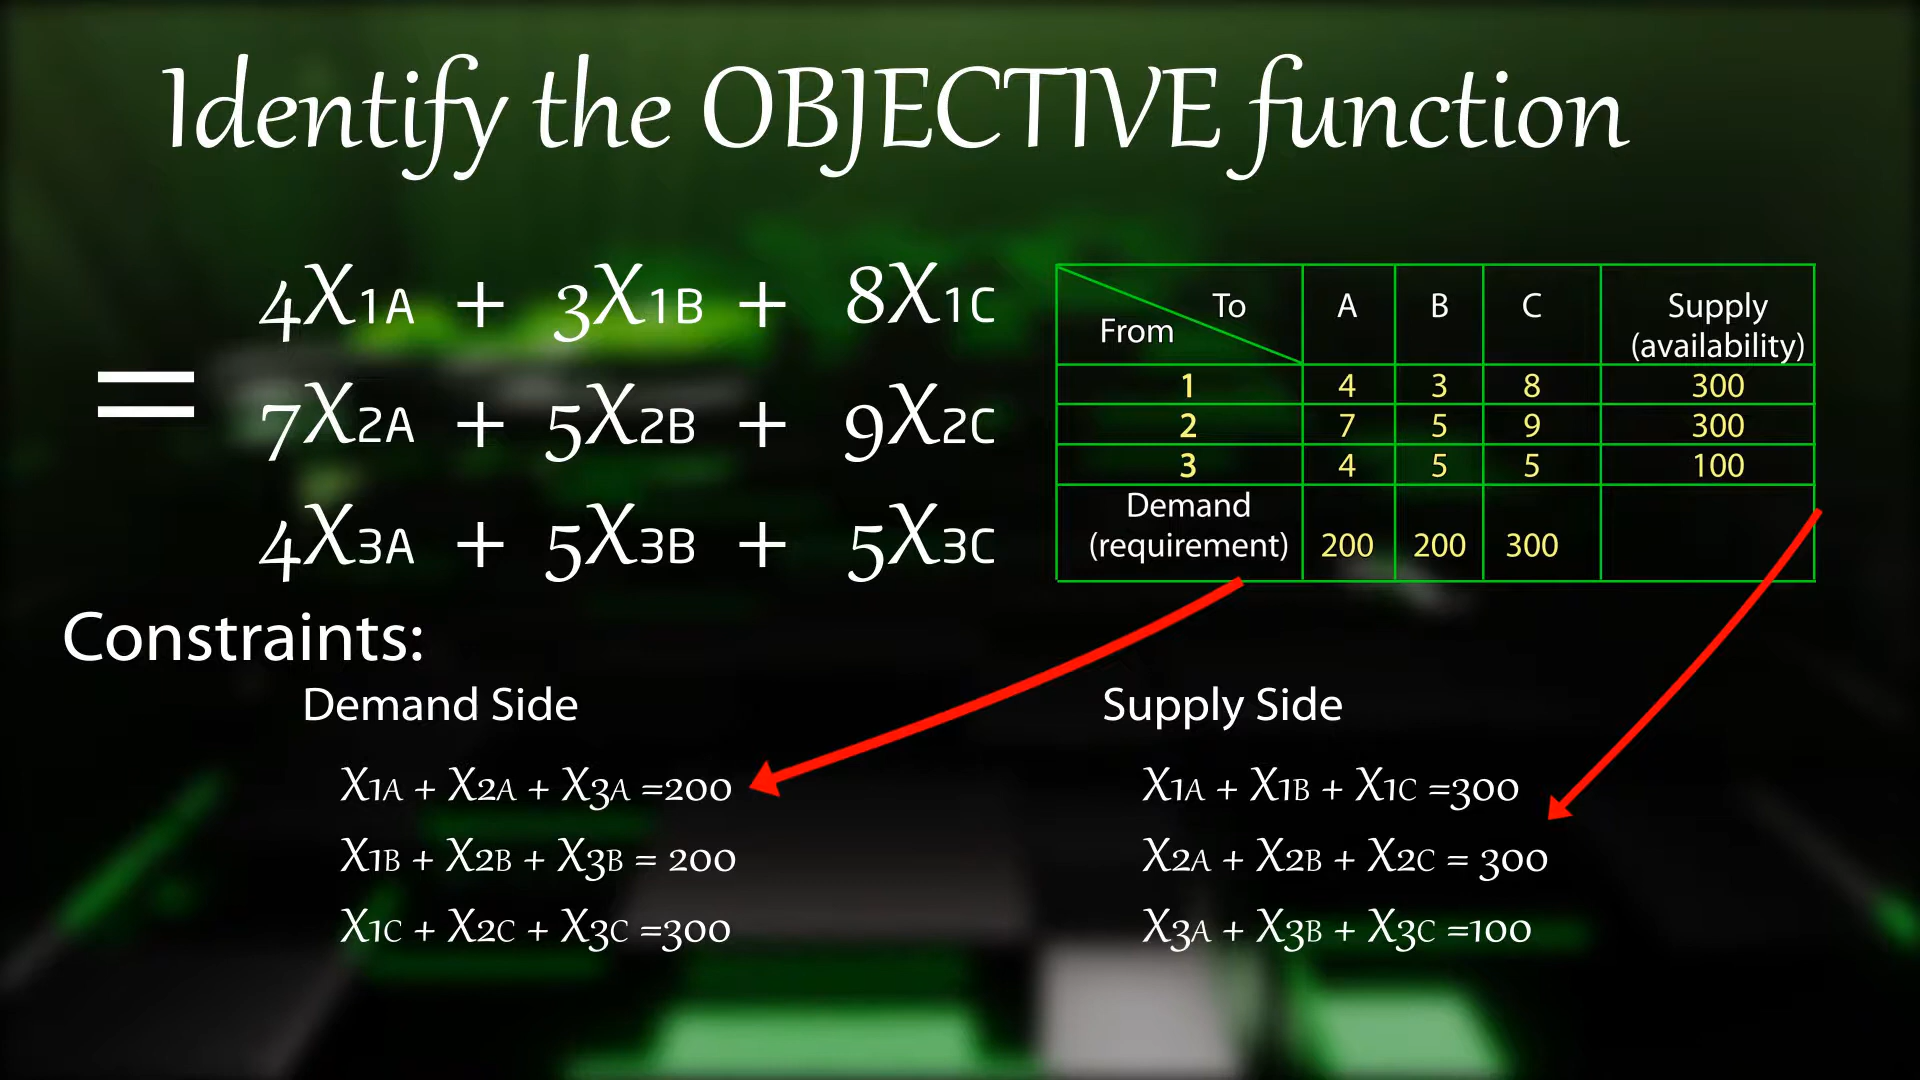 Identify the OBJECTIVE function
= 4X1A + 3X1B + 8X1C
7X2A + 5X2B + 9X2C
4X3A + 5X3B + 5X3C
From To A B C Supply (availability)
1 4 3 8 300
2 7 5 9 300
3 4 5 5 100
Demand (requirement) 200 200 300
Constraints:
Demand Side
X1A + X2A + X3A =200
X1B + X2B + X3B = 200
X1C + X2C + X3C =300
Supply Side
X1A + X1B + X1C =300
X2A + X2B + X2C = 300
X3A + X3B + X3C =100